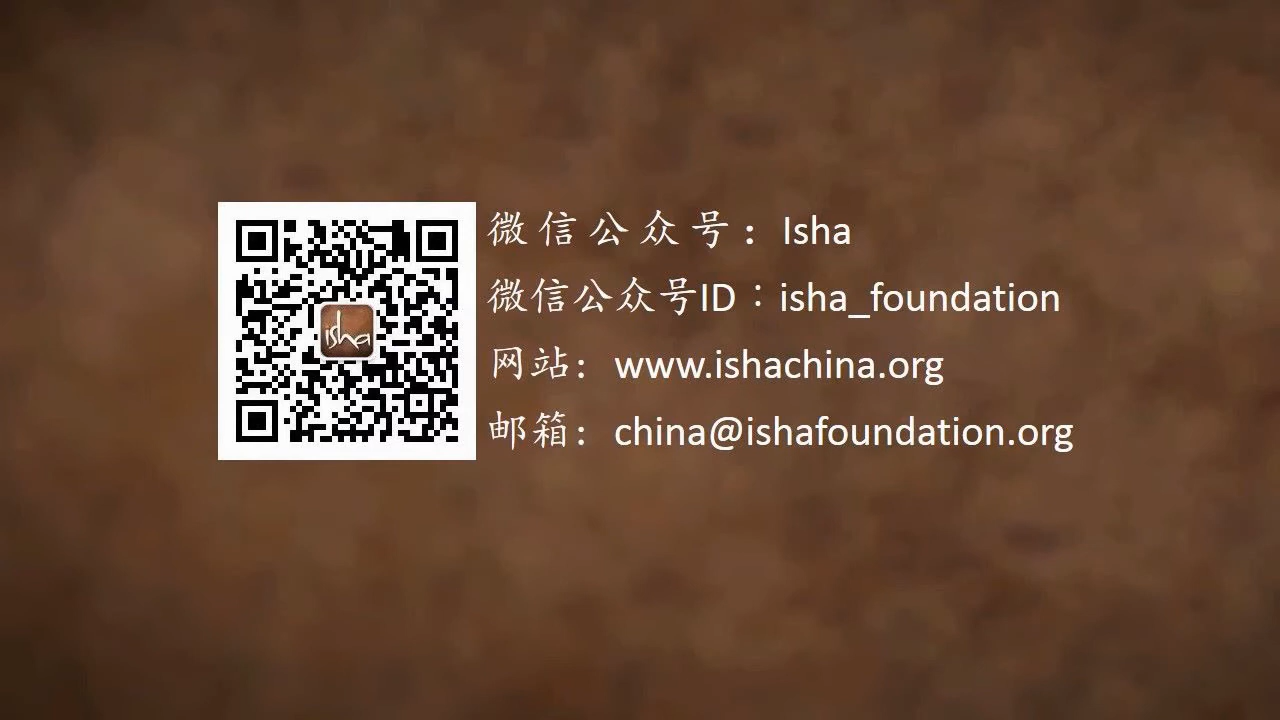 微信公众号：Isha
微信公众号ID：isha_foundation
网站：www.ishachina.org
邮箱：china@ishafoundation.org
isha